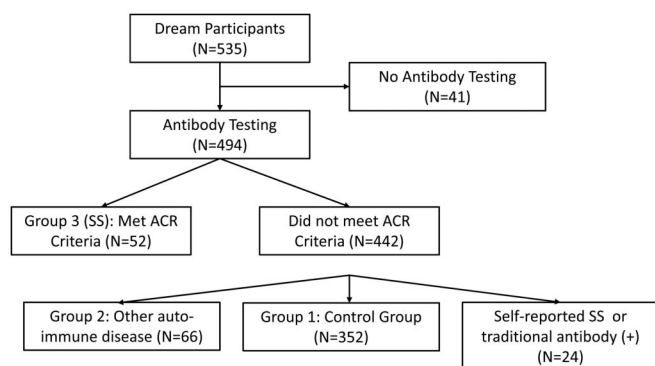 Dream Participants
(N=535)
No Antibody Testing
(N=41)
Antibody Testing
(N=494)
Group 3 (SS): Met ACR
Criteria (N=52)
Did not meet ACR
Criteria (N=442)
Group 2: Other auto-
immune disease (N=66)
Group 1: Control Group
(N=352)
Self-reported SS or
traditional antibody (+)
(N=24)